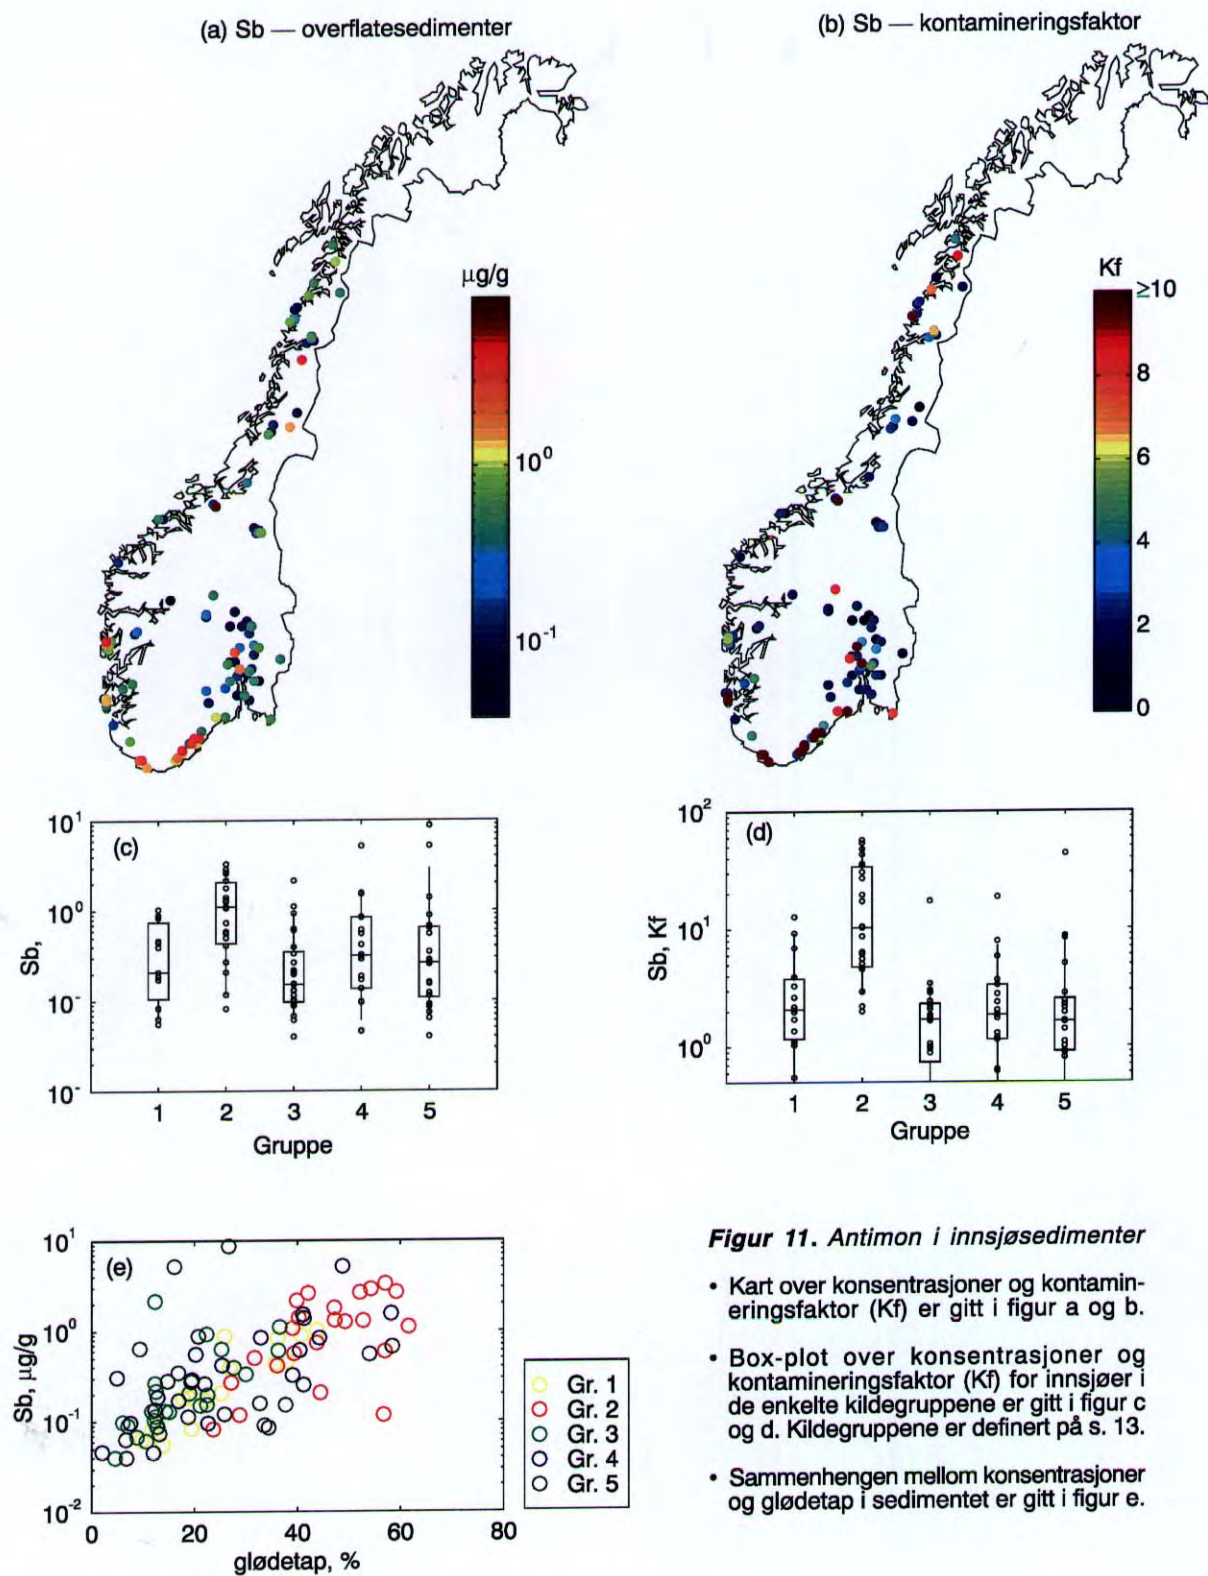 (a) Sb — overflatesedimenter
(b) Sb — kontamineringsfaktor
µg/g
10⁰
10⁻¹
Kf
≥10
8
6
4
2
0
(c)
Sb,
10¹
10⁰
10⁻¹
10⁻
1 2 3 4 5
Gruppe
(d)
Sb, Kf
10²
10¹
10⁰
1 2 3 4 5
Gruppe
(e)
Sb, µg/g
10¹
10⁰
10⁻¹
10⁻²
0 20 40 60 80
glødetap, %
Gr. 1
Gr. 2
Gr. 3
Gr. 4
Gr. 5
Figur 11. Antimon i innsjøsedimenter
• Kart over konsentrasjoner og kontamin-
eringsfaktor (Kf) er gitt i figur a og b.
• Box-plot over konsentrasjoner og
kontamineringsfaktor (Kf) for innsjøer i
de enkelte kildegruppene er gitt i figur c
og d. Kildegruppene er definert på s. 13.
• Sammenhengen mellom konsentrasjoner
og glødetap i sedimentet er gitt i figur e.